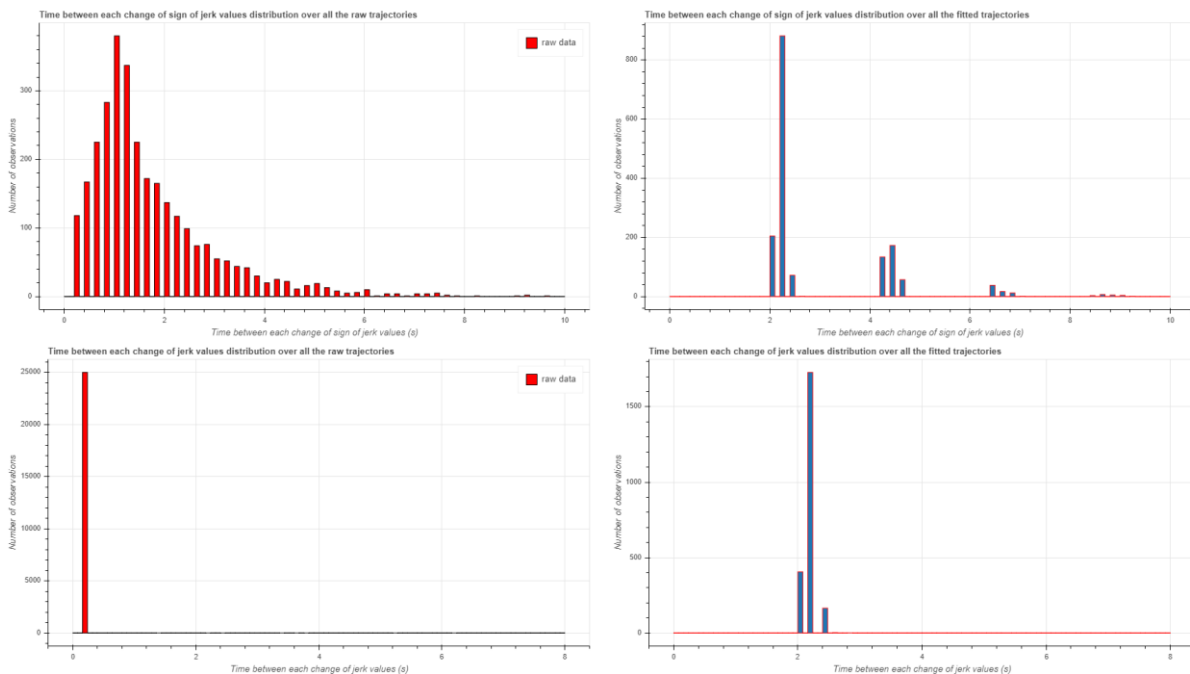 Time between each change of sign of jerk values distribution over all the raw trajectories
raw data
300
200
100
0
Number of observations
0 2 4 6 8 10
Time between each change of sign of jerk values (s)
Time between each change of sign of jerk values distribution over all the fitted trajectories
800
600
400
200
0
Number of observations
0 2 4 6 8 10
Time between each change of sign of jerk values (s)
Time between each change of jerk values distribution over all the raw trajectories
raw data
25000
20000
15000
10000
5000
0
Number of observations
0 2 4 6 8
Time between each change of jerk values (s)
Time between each change of jerk values distribution over all the fitted trajectories
1500
1000
500
0
Number of observations
0 2 4 6 8
Time between each change of jerk values (s)